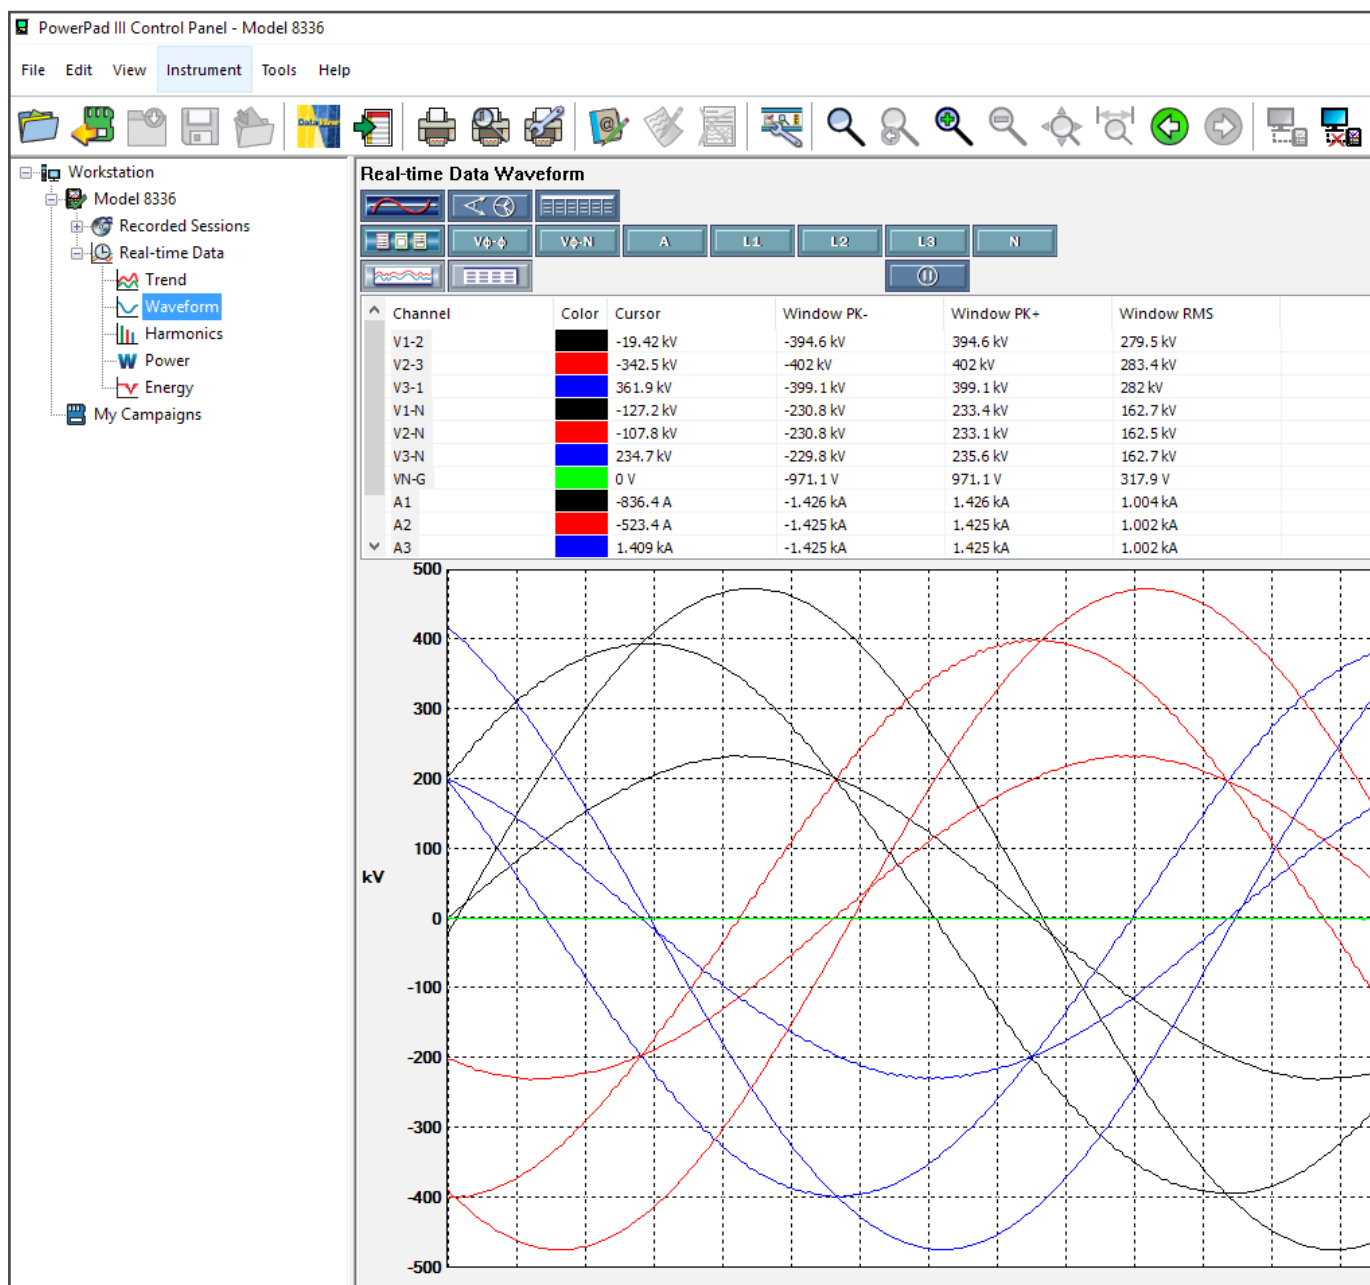 PowerPad III Control Panel - Model 8336
File Edit View Instrument Tools Help
Workstation
Model 8336
Recorded Sessions
Real-time Data
Trend
Waveform
Harmonics
Power
Energy
My Campaigns
Real-time Data Waveform
Vϕ-ϕ Vϕ-N A L1 L2 L3 N
Channel Color Cursor Window PK- Window PK+ Window RMS
V1-2 -19.42 kV -394.6 kV 394.6 kV 279.5 kV
V2-3 -342.5 kV -402 kV 402 kV 283.4 kV
V3-1 361.9 kV -399.1 kV 399.1 kV 282 kV
V1-N -127.2 kV -230.8 kV 233.4 kV 162.7 kV
V2-N -107.8 kV -230.8 kV 233.1 kV 162.5 kV
V3-N 234.7 kV -229.8 kV 235.6 kV 162.7 kV
VN-G 0 V -971.1 V 971.1 V 317.9 V
A1 -836.4 A -1.426 kA 1.426 kA 1.004 kA
A2 -523.4 A -1.425 kA 1.425 kA 1.002 kA
A3 1.409 kA -1.425 kA 1.425 kA 1.002 kA
500
400
300
200
100
kV
0
-100
-200
-300
-400
-500